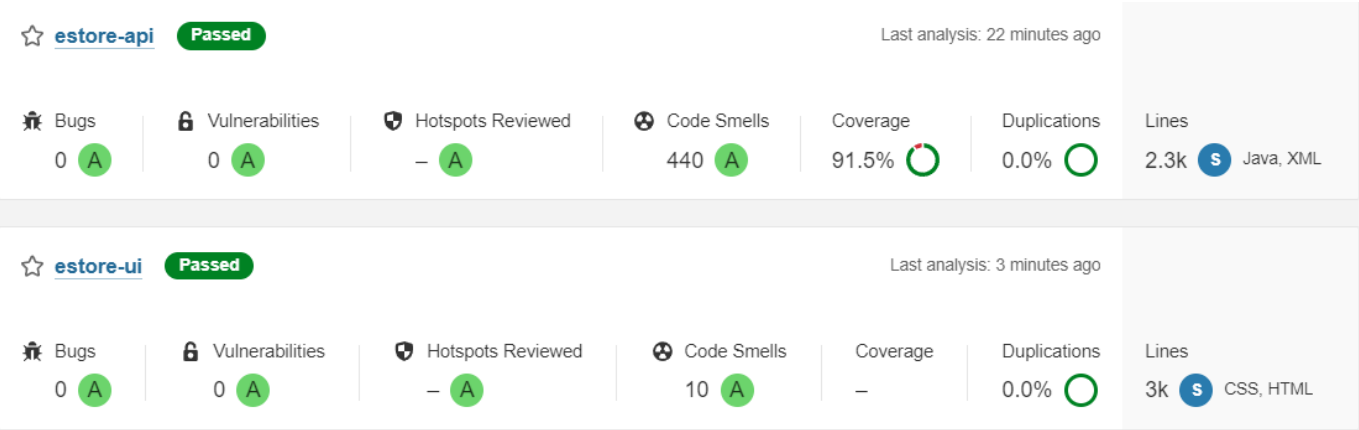 estore-api Passed Last analysis: 22 minutes ago
Bugs Vulnerabilities Hotspots Reviewed Code Smells Coverage Duplications Lines
0 A 0 A – A 440 A 91.5% 0.0% 2.3k S Java, XML
estore-ui Passed Last analysis: 3 minutes ago
Bugs Vulnerabilities Hotspots Reviewed Code Smells Coverage Duplications Lines
0 A 0 A – A 10 A – 0.0% 3k S CSS, HTML